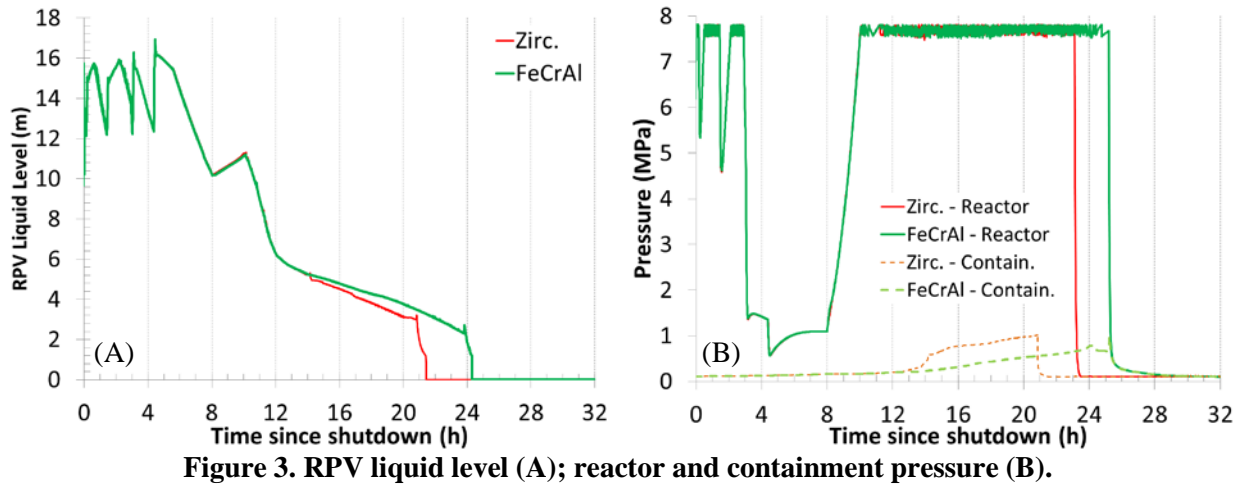 18
16
14
12
10
8
6
4
2
0
RPV Liquid Level (m)
Zirc.
FeCrAl
(A)
0 4 8 12 16 20 24 28 32
Time since shutdown (h)
8
7
6
5
4
3
2
1
0
Pressure (MPa)
Zirc. - Reactor
FeCrAl - Reactor
Zirc. - Contain.
FeCrAl - Contain.
(B)
0 4 8 12 16 20 24 28 32
Time since shutdown (h)
Figure 3. RPV liquid level (A); reactor and containment pressure (B).